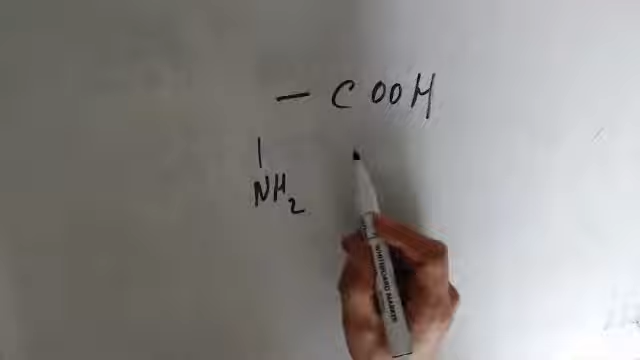 — COOH
|
NH₂
WHITEBOARD MARKER